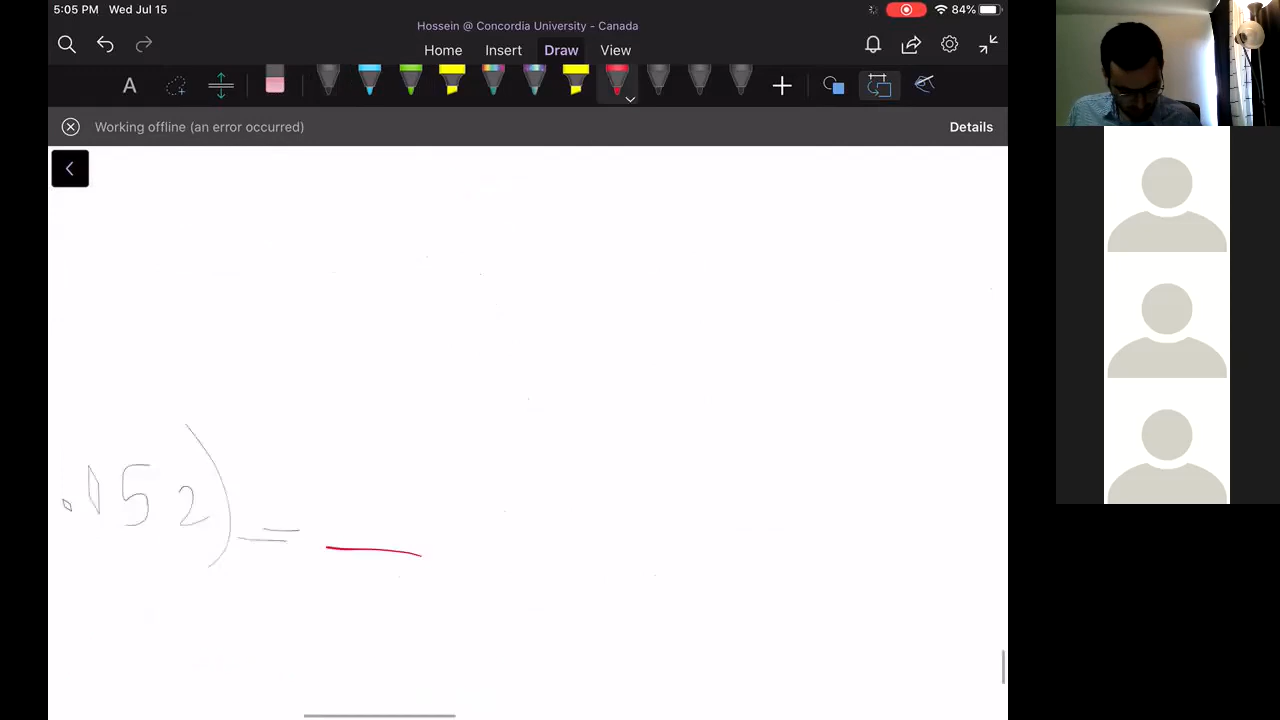 5:05 PM Wed Jul 15
84%
Hossein @ Concordia University - Canada
Home Insert Draw View
A
Working offline (an error occurred)
Details
.152) =